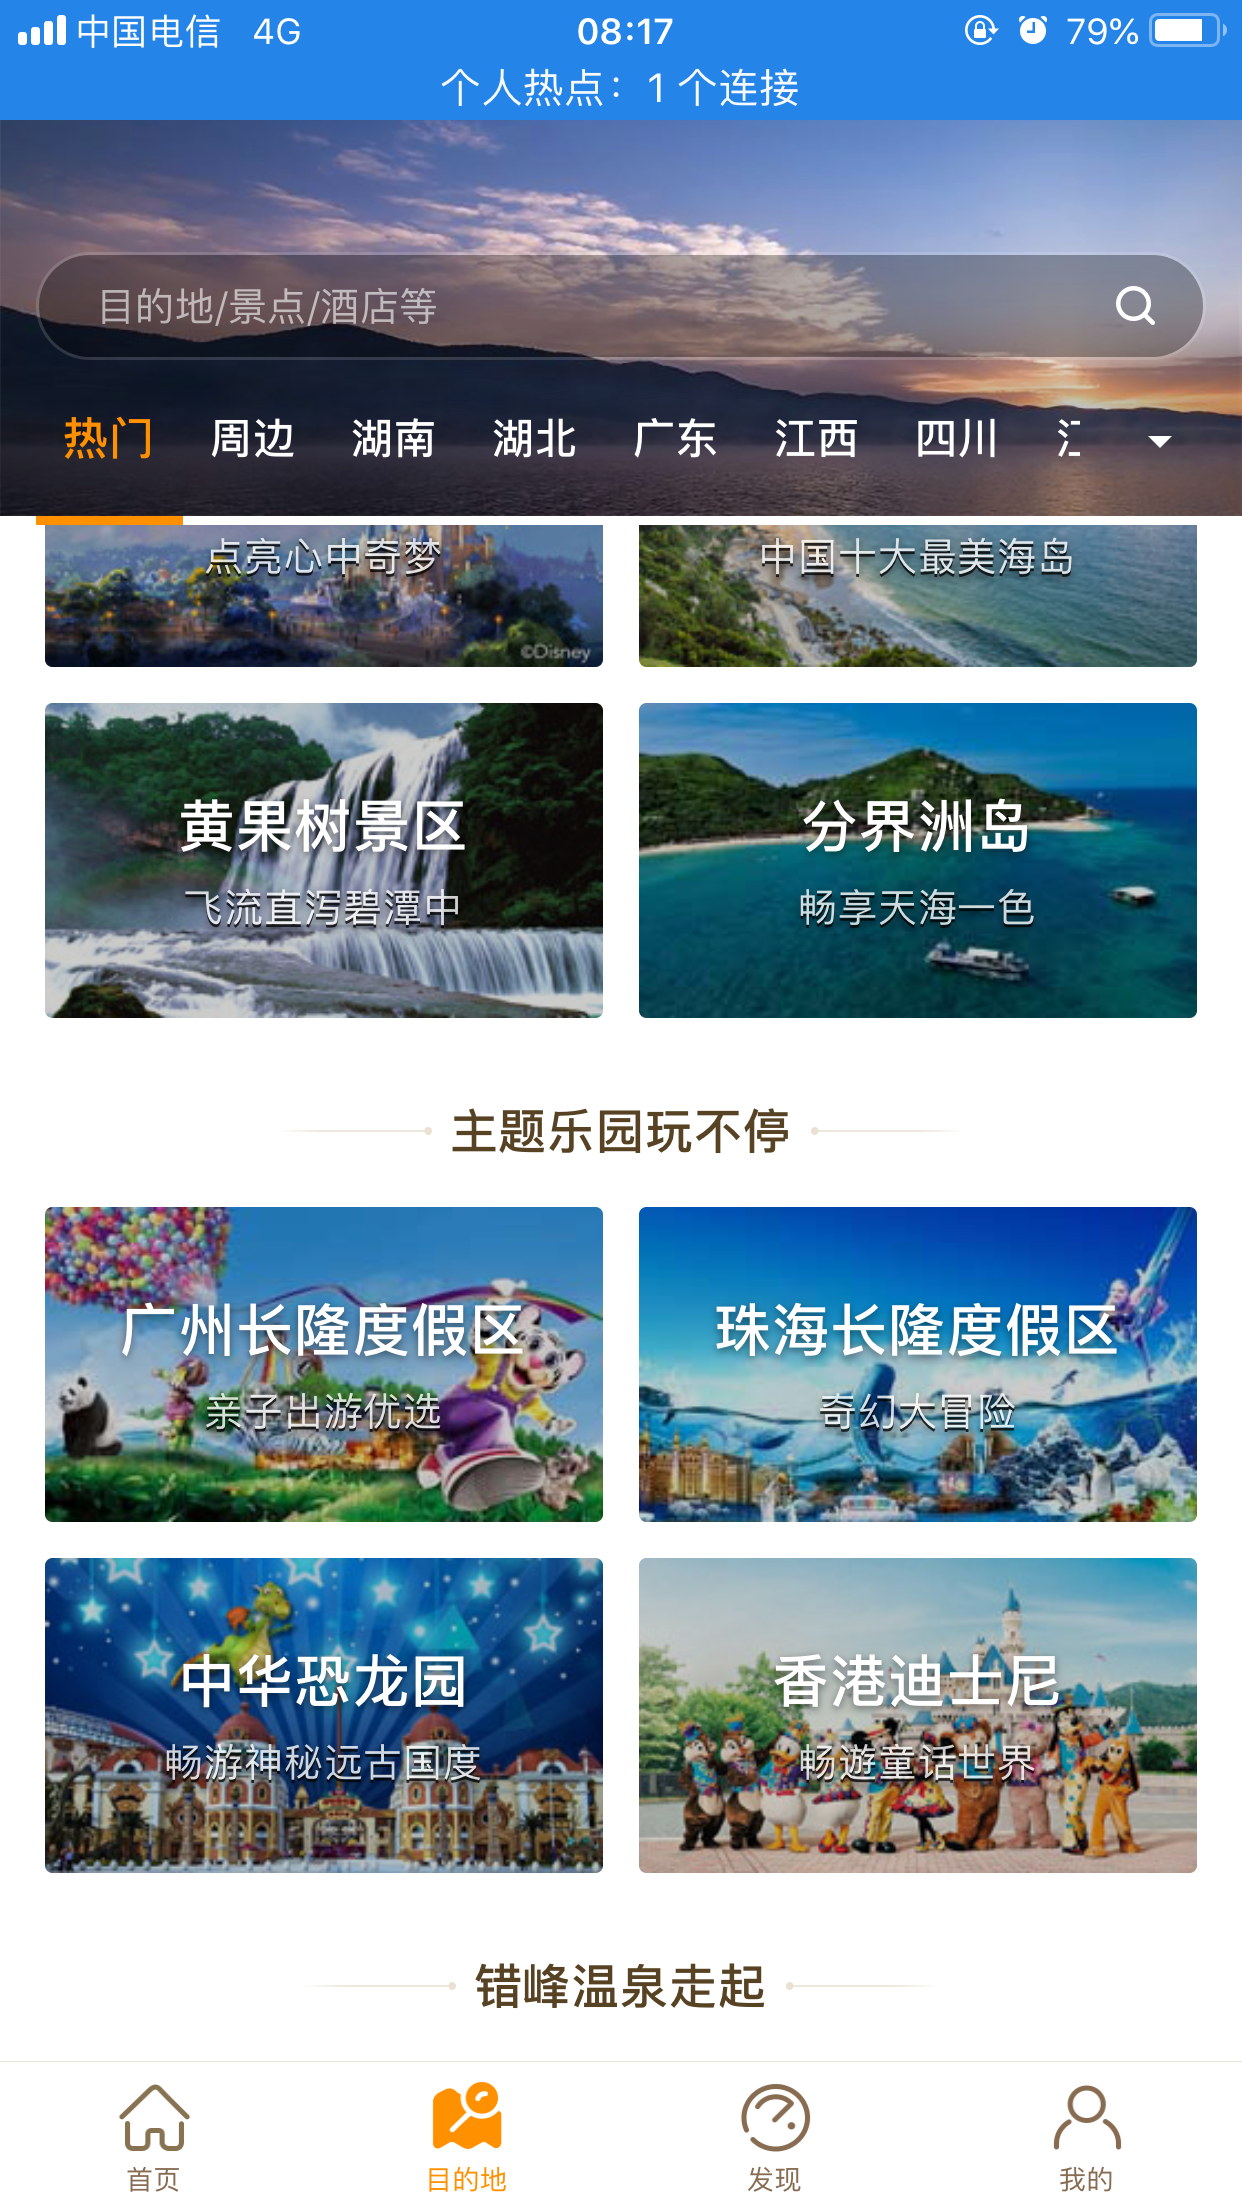 中国电信 4G 08:17 79%
个人热点：1 个连接
目的地/景点/酒店等
热门 周边 湖南 湖北 广东 江西 四川
点亮心中奇梦 中国十大最美海岛
©Disney
黄果树景区 分界洲岛
飞流直泻碧潭中 畅享天海一色
主题乐园玩不停
广州长隆度假区 珠海长隆度假区
亲子出游优选 奇幻大冒险
中华恐龙园 香港迪士尼
畅游神秘远古国度 畅遊童话世界
错峰温泉走起
首页 目的地 发现 我的